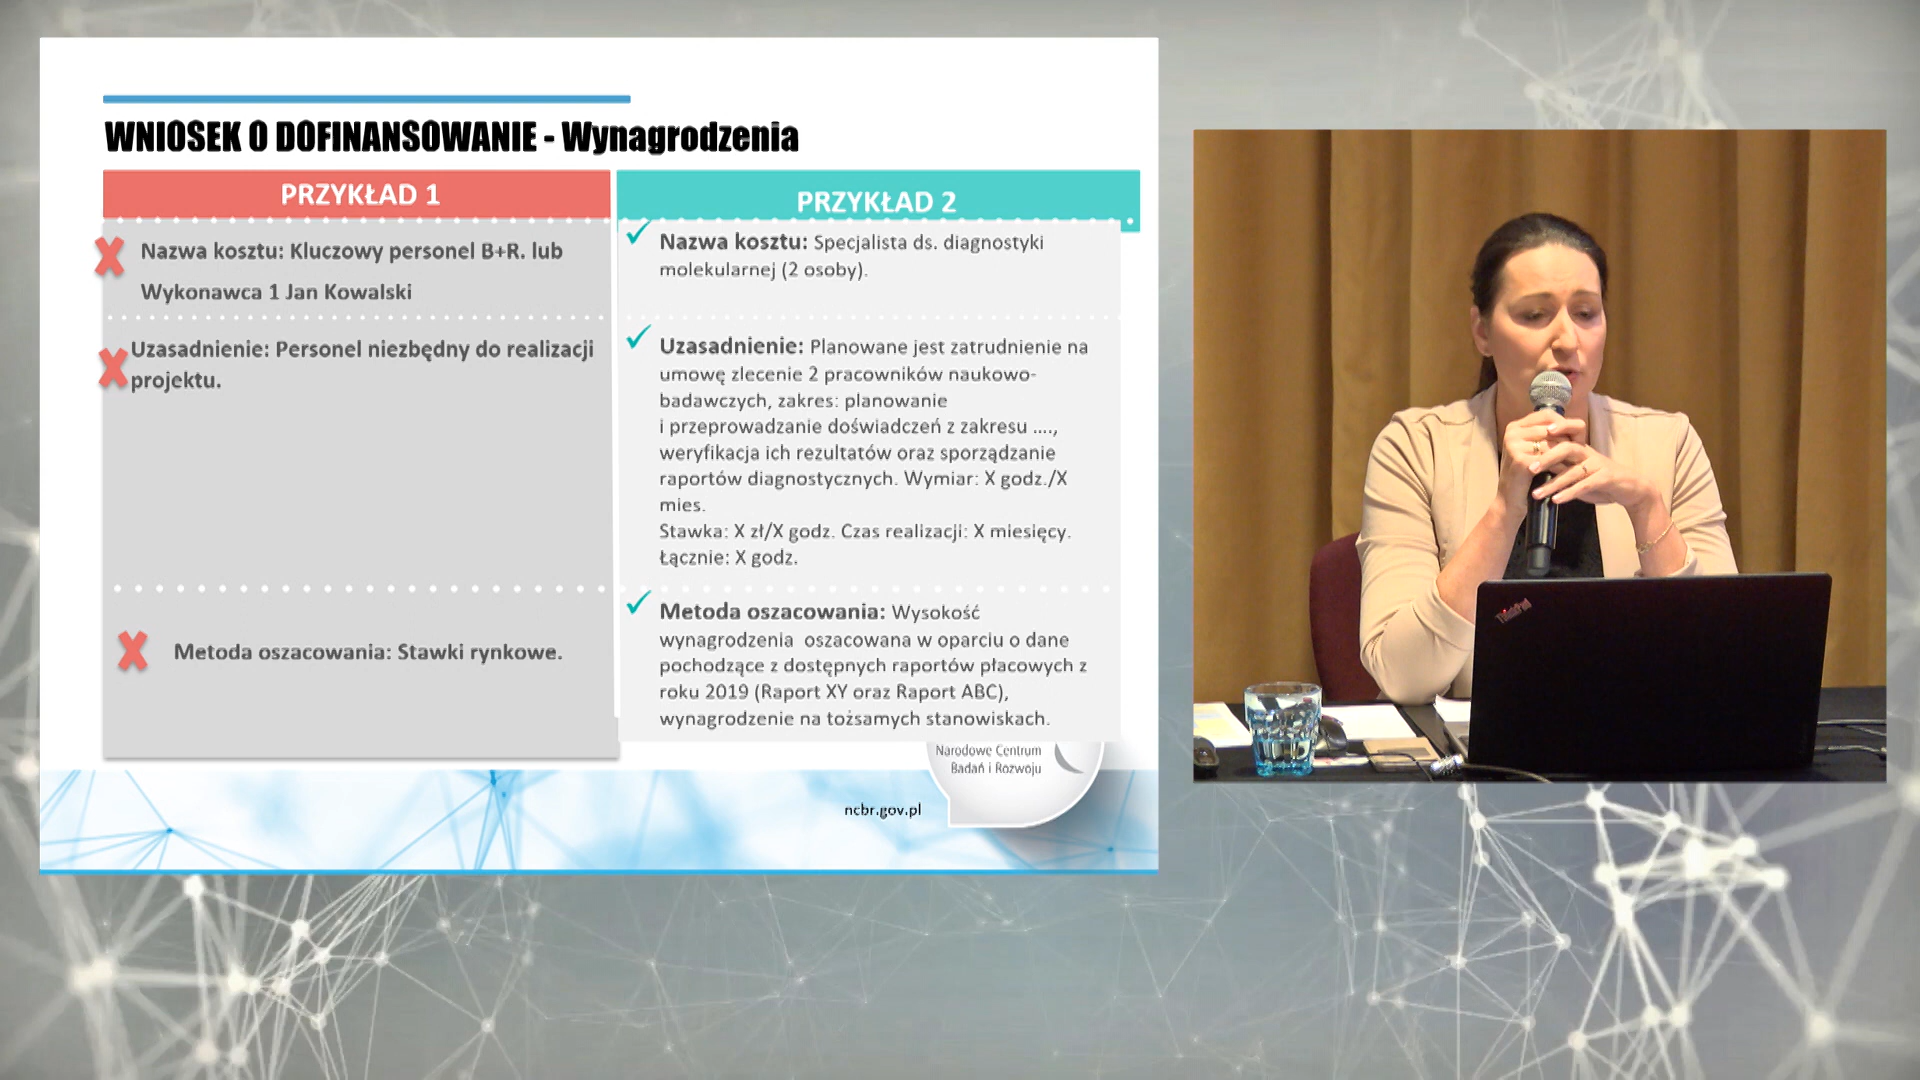 WNIOSEK O DOFINANSOWANIE - Wynagrodzenia
PRZYKŁAD 1
Nazwa kosztu: Kluczowy personel B+R. lub
Wykonawca 1 Jan Kowalski
Uzasadnienie: Personel niezbędny do realizacji
projektu.
Metoda oszacowania: Stawki rynkowe.
PRZYKŁAD 2
Nazwa kosztu: Specjalista ds. diagnostyki
molekularnej (2 osoby).
Uzasadnienie: Planowane jest zatrudnienie na
umowę zlecenie 2 pracowników naukowo-
badawczych, zakres: planowanie
i przeprowadzanie doświadczeń z zakresu ....,
weryfikacja ich rezultatów oraz sporządzanie
raportów diagnostycznych. Wymiar: X godz./X
mies.
Stawka: X zł/X godz. Czas realizacji: X miesięcy.
Łącznie: X godz.
Metoda oszacowania: Wysokość
wynagrodzenia oszacowana w oparciu o dane
pochodzące z dostępnych raportów płacowych z
roku 2019 (Raport XY oraz Raport ABC),
wynagrodzenie na tożsamych stanowiskach.
Narodowe Centrum
Badań i Rozwoju
ncbr.gov.pl
ThinkPad